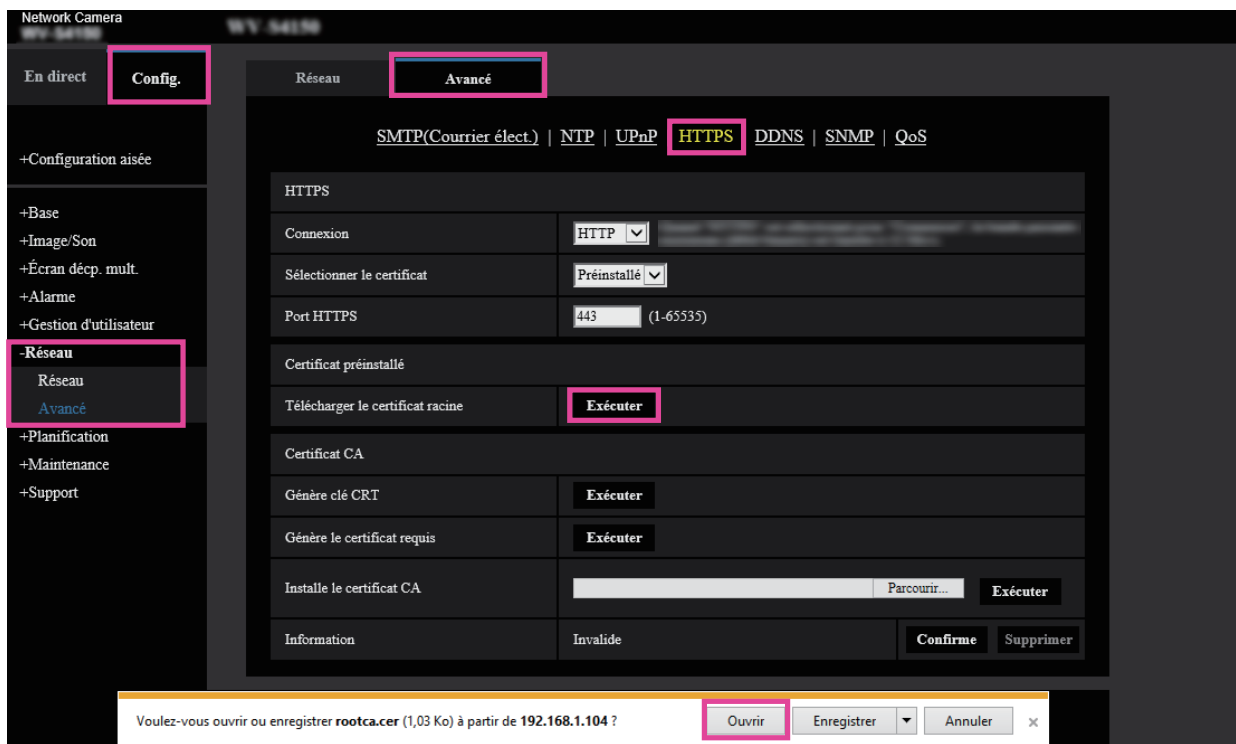 Network Camera
WV-S4150
WV-S4150
En direct
Config.
Réseau
Avancé
+Configuration aisée
+Base
+Image/Son
+Écran décp. mult.
+Alarme
+Gestion d'utilisateur
-Réseau
Réseau
Avancé
+Planification
+Maintenance
+Support
SMTP(Courrier élect.) | NTP | UPnP HTTPS DDNS | SNMP | QoS
HTTPS
Connexion HTTP
Sélectionner le certificat Préinstallé
Port HTTPS 443 (1-65535)
Certificat préinstallé
Télécharger le certificat racine Exécuter
Certificat CA
Génère clé CRT Exécuter
Génère le certificat requis Exécuter
Installe le certificat CA Parcourir... Exécuter
Information Invalide Confirme Supprimer
Voulez-vous ouvrir ou enregistrer rootca.cer (1,03 Ko) à partir de 192.168.1.104 ? Ouvrir Enregistrer Annuler ×